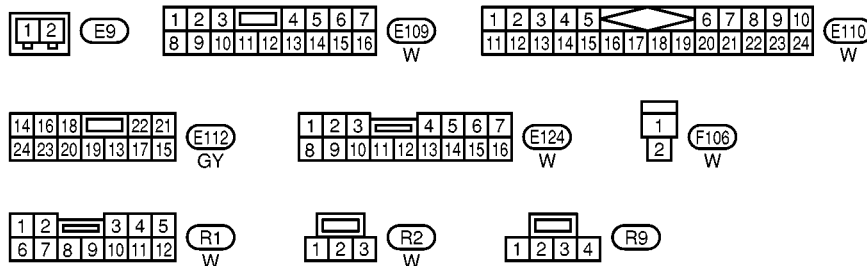 1 2 E9
1 2 3 4 5 6 7
8 9 10 11 12 13 14 15 16
E109
W
1 2 3 4 5 6 7 8 9 10
11 12 13 14 15 16 17 18 19 20 21 22 23 24
E110
W
14 16 18 22 21
24 23 20 19 13 17 15
E112
GY
1 2 3 4 5 6 7
8 9 10 11 12 13 14 15 16
E124
W
1
2
F106
W
1 2 3 4 5
6 7 8 9 10 11 12
R1
W
1 2 3
R2
W
1 2 3 4
R9